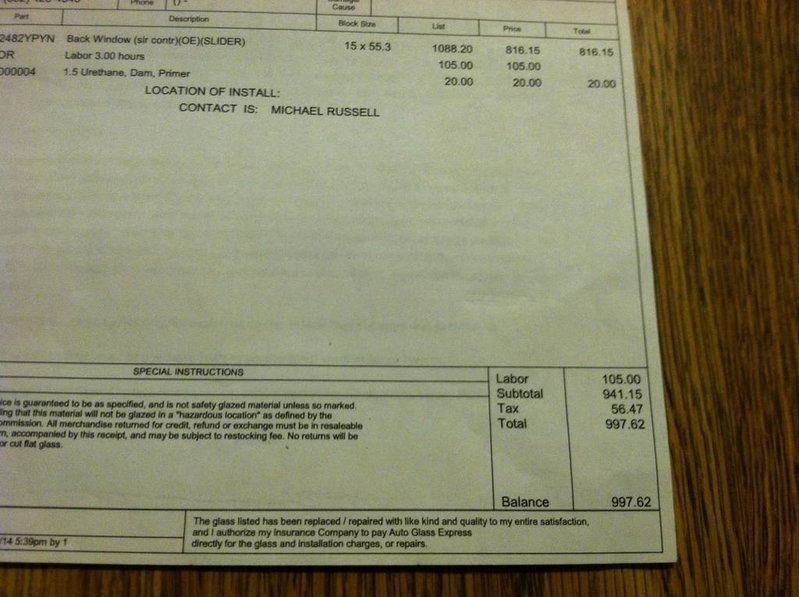 Phone ( ) -
Cause
Part Description Block Size List Price Total
2482YPYN Back Window (slr contr)(OE)(SLIDER) 15 x 55.3 1088.20 816.15 816.15
OR Labor 3.00 hours 105.00 105.00
000004 1.5 Urethane, Dam, Primer 20.00 20.00 20.00
LOCATION OF INSTALL:
CONTACT IS: MICHAEL RUSSELL
SPECIAL INSTRUCTIONS
Labor 105.00
Subtotal 941.15
Tax 56.47
Total 997.62
ice is guaranteed to be as specified, and is not safety glazed material unless so marked.
ing that this material will not be glazed in a "hazardous location" as defined by the
ommission. All merchandise returned for credit, refund or exchange must be in resaleable
n, accompanied by this receipt, and may be subject to restocking fee. No returns will be
or cut flat glass.
Balance 997.62
The glass listed has been replaced / repaired with like kind and quality to my entire satisfaction,
and I authorize my Insurance Company to pay Auto Glass Express
directly for the glass and installation charges, or repairs.
/14 5:39pm by 1